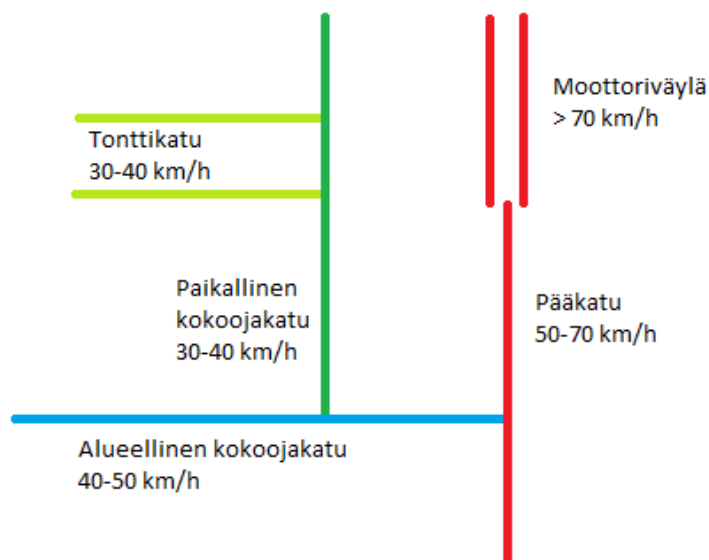 Moottoriväylä
> 70 km/h
Tonttikatu
30-40 km/h
Paikallinen
kokoojakatu
30-40 km/h
Pääkatu
50-70 km/h
Alueellinen kokoojakatu
40-50 km/h